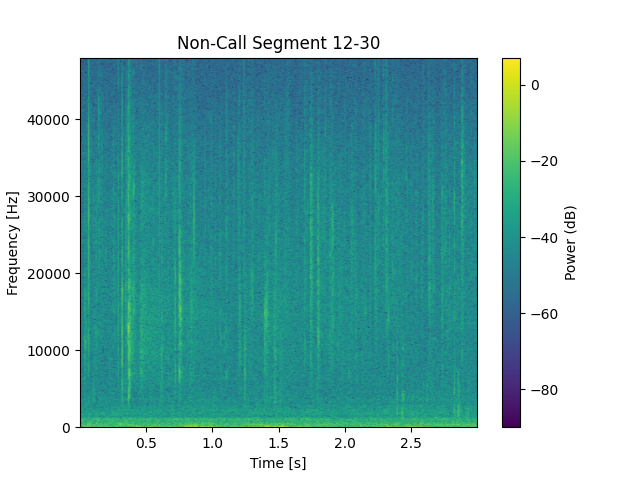 Non-Call Segment 12-30
Frequency [Hz]
40000
30000
20000
10000
0
0.5 1.0 1.5 2.0 2.5
Time [s]
0
−20
−40
−60
−80
Power (dB)